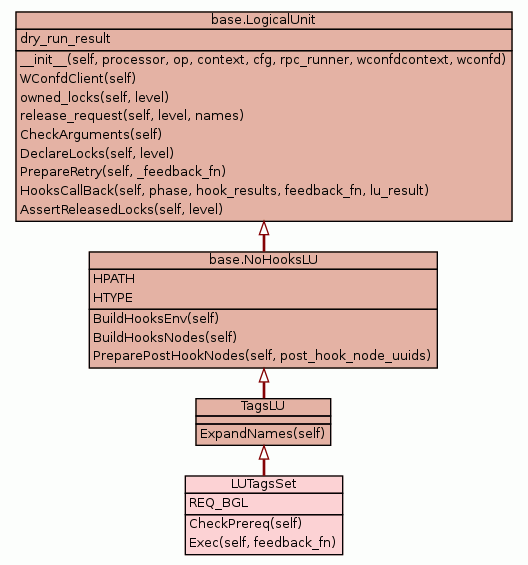 base.LogicalUnit
dry_run_result
__init__(self, processor, op, context, cfg, rpc_runner, wconfdcontext, wconfd)
WConfdClient(self)
owned_locks(self, level)
release_request(self, level, names)
CheckArguments(self)
DeclareLocks(self, level)
PrepareRetry(self, _feedback_fn)
HooksCallBack(self, phase, hook_results, feedback_fn, lu_result)
AssertReleasedLocks(self, level)
base.NoHooksLU
HPATH
HTYPE
BuildHooksEnv(self)
BuildHooksNodes(self)
PreparePostHookNodes(self, post_hook_node_uuids)
TagsLU
ExpandNames(self)
LUTagsSet
REQ_BGL
CheckPrereq(self)
Exec(self, feedback_fn)